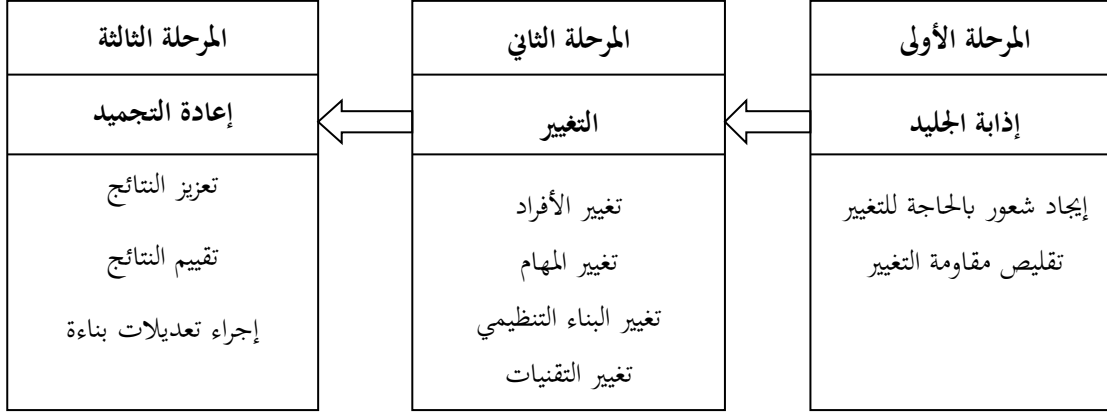 المرحلة الأولى
إذابة الجليد
إيجاد شعور بالحاجة للتغيير
تقليص مقاومة التغيير
المرحلة الثاني
التغيير
تغيير الأفراد
تغيير المهام
تغيير البناء التنظيمي
تغيير التقنيات
المرحلة الثالثة
إعادة التجميد
تعزيز النتائج
تقييم النتائج
إجراء تعديلات بناءة